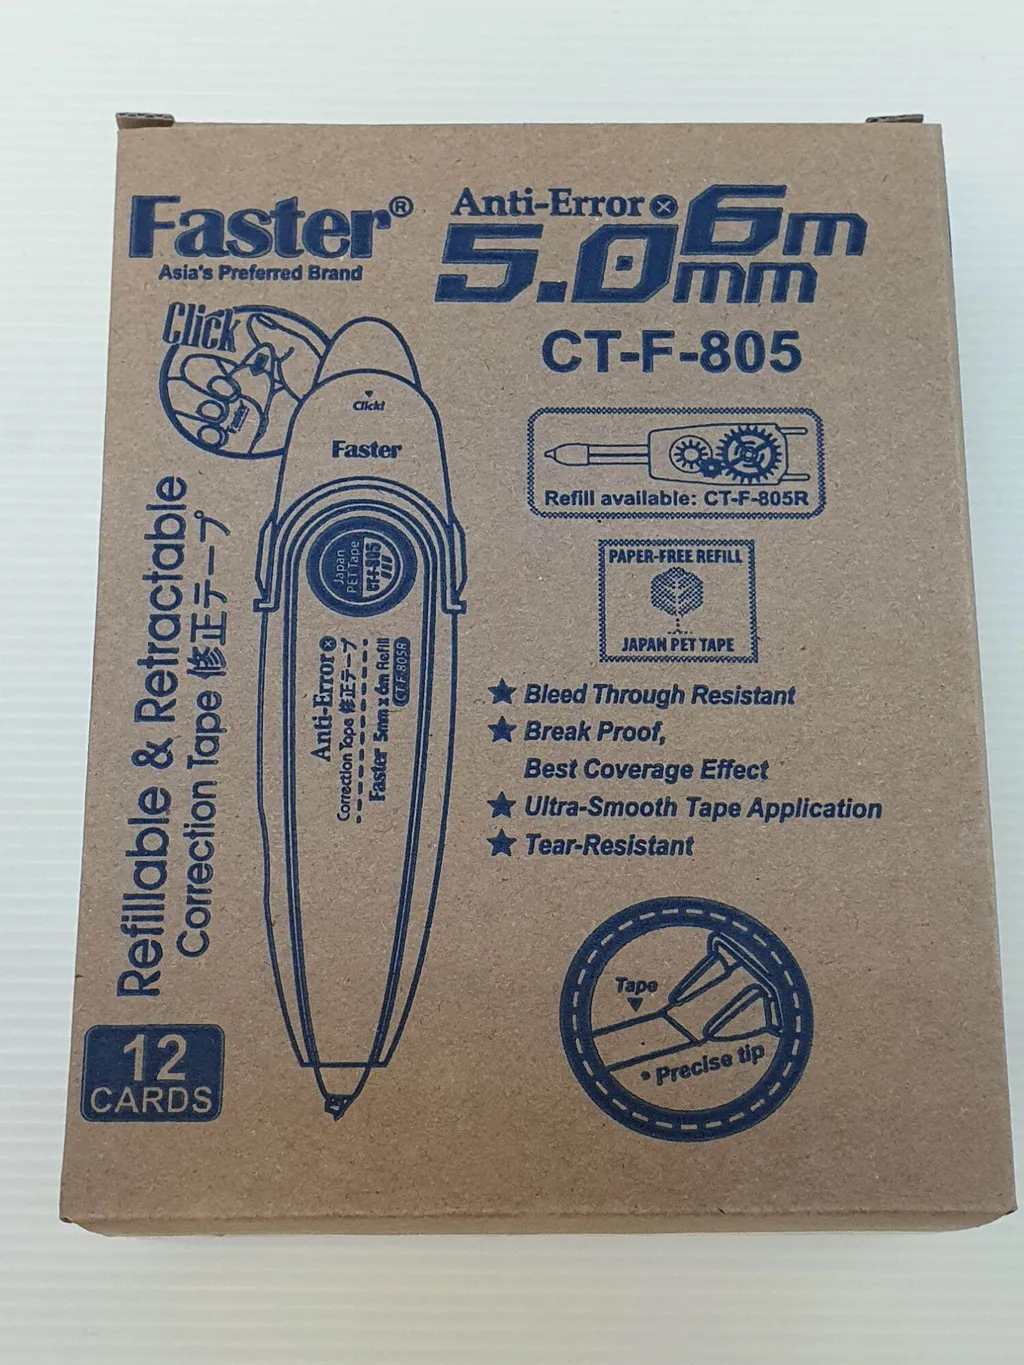 Faster®
Asia's Preferred Brand
Anti-Error
5.0mm
6m
CT-F-805
Click
Click!
Faster
Faster
Refill available: CT-F-805R
PAPER-FREE REFILL
JAPAN PET TAPE
Japan
PET Tape
CT-F-805
Anti-Error
Correction Tape 修正テープ
Faster 5mm x 6m Refill
CT-F-805R
Refillable & Retractable
Correction Tape 修正テープ
★ Bleed Through Resistant
★ Break Proof,
Best Coverage Effect
★ Ultra-Smooth Tape Application
★ Tear-Resistant
Tape
• Precise tip
12
CARDS